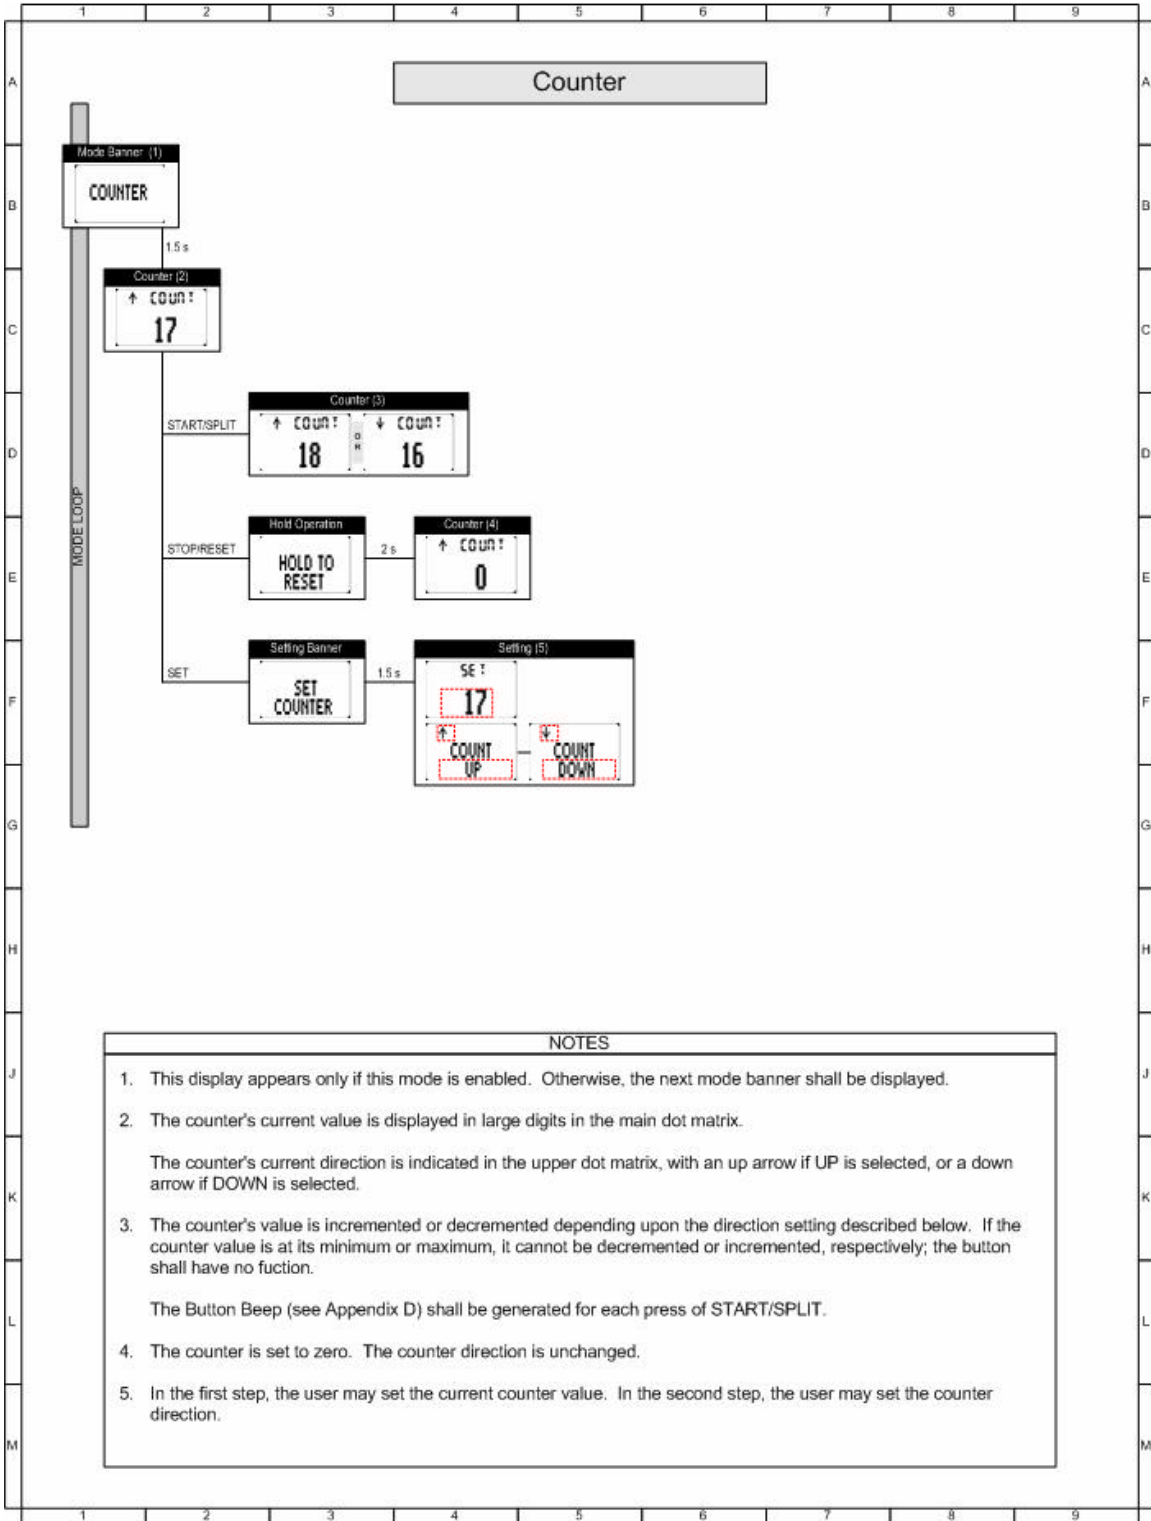 1 2 3 4 5 6 7 8 9
A A
Counter
Mode Banner (1)
COUNTER
B B
1.5 s
Counter (2)
↑ COUNT
17
C C
Counter (3)
START/SPLIT
↑ COUNT
18
OR
↓ COUNT
16
D D
MODE LOOP
Hold Operation
STOP/RESET
HOLD TO
RESET
2 s
Counter (4)
↑ COUNT
0
E E
Setting Banner
SET
SET
COUNTER
1.5 s
Setting (5)
SET
17
F F
↑
COUNT
UP
↓
COUNT
DOWN
G G
H H
NOTES
J J
1. This display appears only if this mode is enabled. Otherwise, the next mode banner shall be displayed.
2. The counter's current value is displayed in large digits in the main dot matrix.
The counter's current direction is indicated in the upper dot matrix, with an up arrow if UP is selected, or a down
arrow if DOWN is selected.
K K
3. The counter's value is incremented or decremented depending upon the direction setting described below. If the
counter value is at its minimum or maximum, it cannot be decremented or incremented, respectively; the button
shall have no fuction.
The Button Beep (see Appendix D) shall be generated for each press of START/SPLIT.
L L
4. The counter is set to zero. The counter direction is unchanged.
5. In the first step, the user may set the current counter value. In the second step, the user may set the counter
direction.
M M
1 2 3 4 5 6 7 8 9